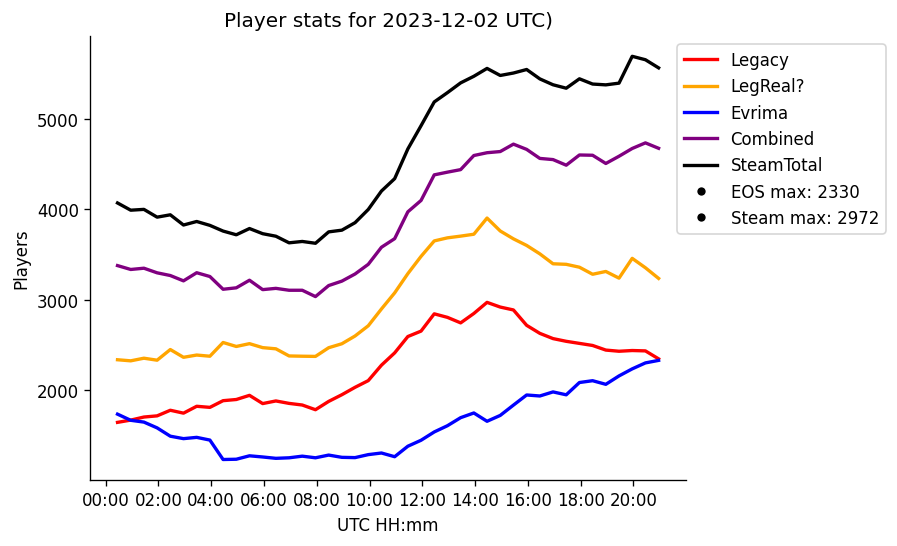 Player stats for 2023-12-02 UTC)
Legacy
LegReal?
Evrima
Combined
SteamTotal
EOS max: 2330
Steam max: 2972
Players
5000
4000
3000
2000
00:00 02:00 04:00 06:00 08:00 10:00 12:00 14:00 16:00 18:00 20:00
UTC HH:mm